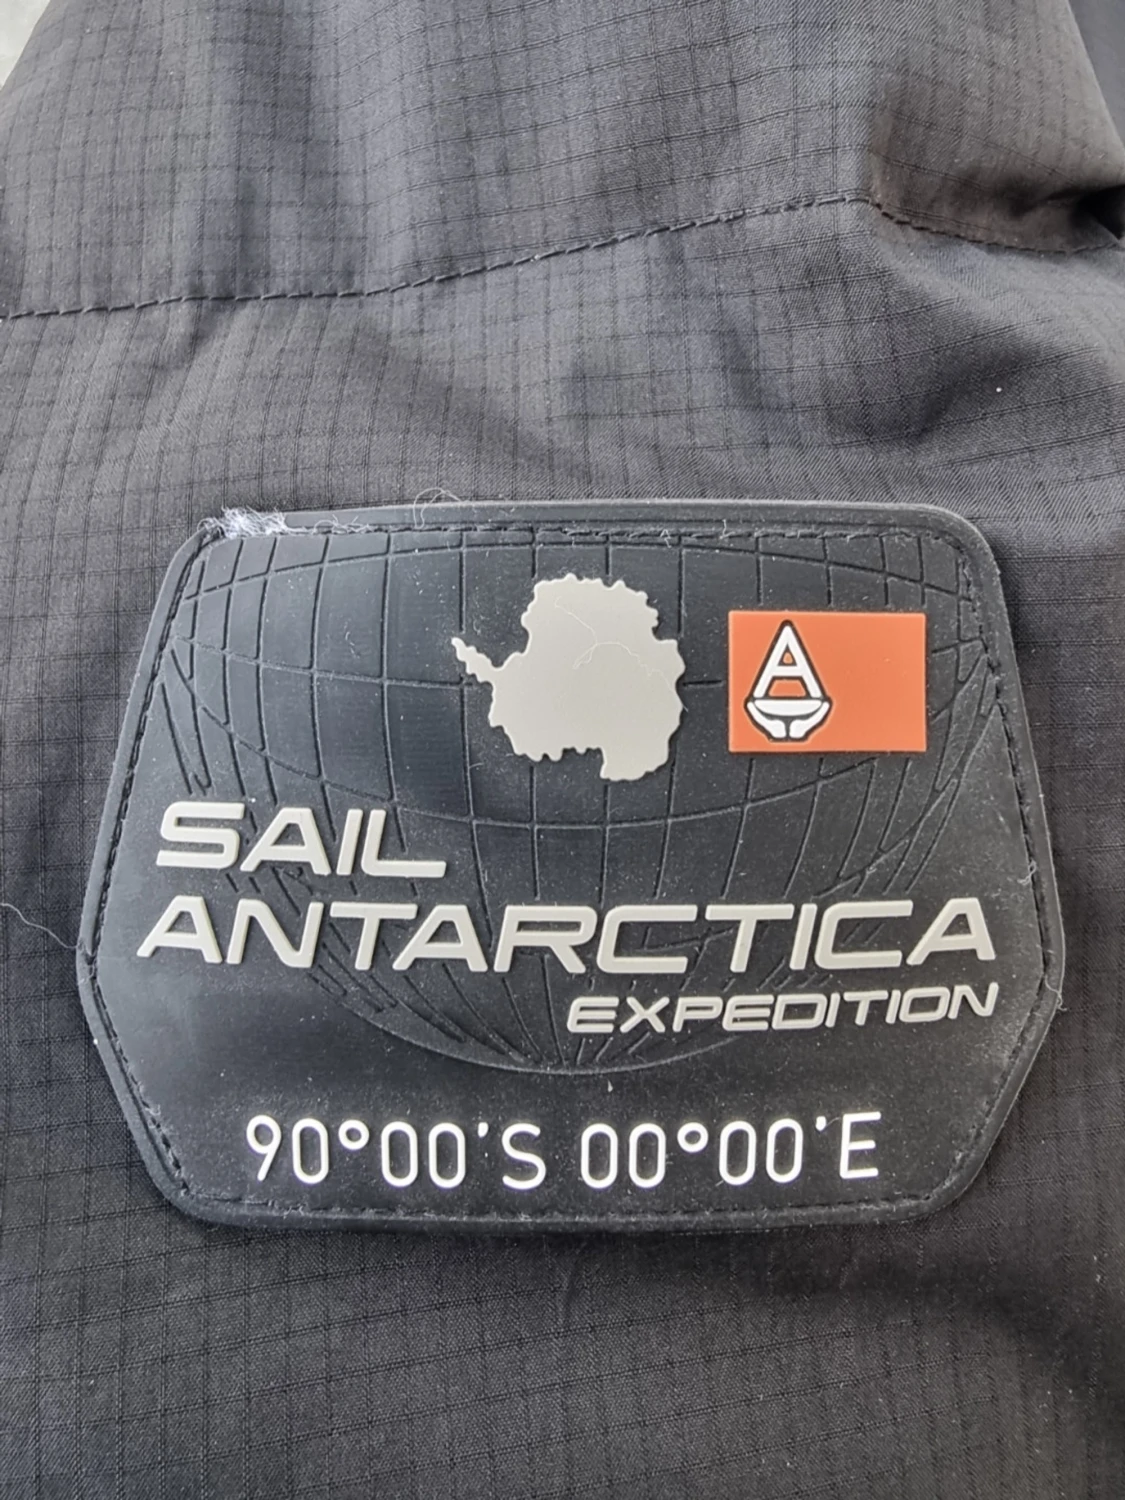 A
SAIL
ANTARCTICA
EXPEDITION
90°00'S 00°00'E